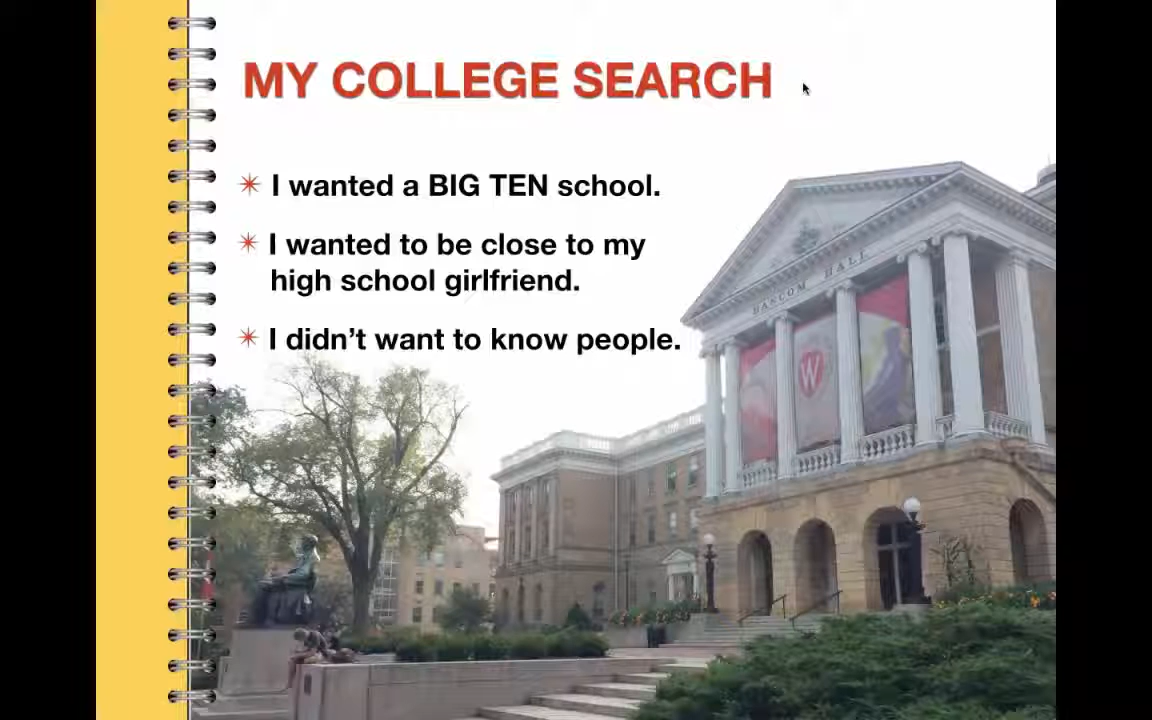 MY COLLEGE SEARCH
✴ I wanted a BIG TEN school.
✴ I wanted to be close to my
high school girlfriend.
✴ I didn't want to know people.
BASCOM HALL
W